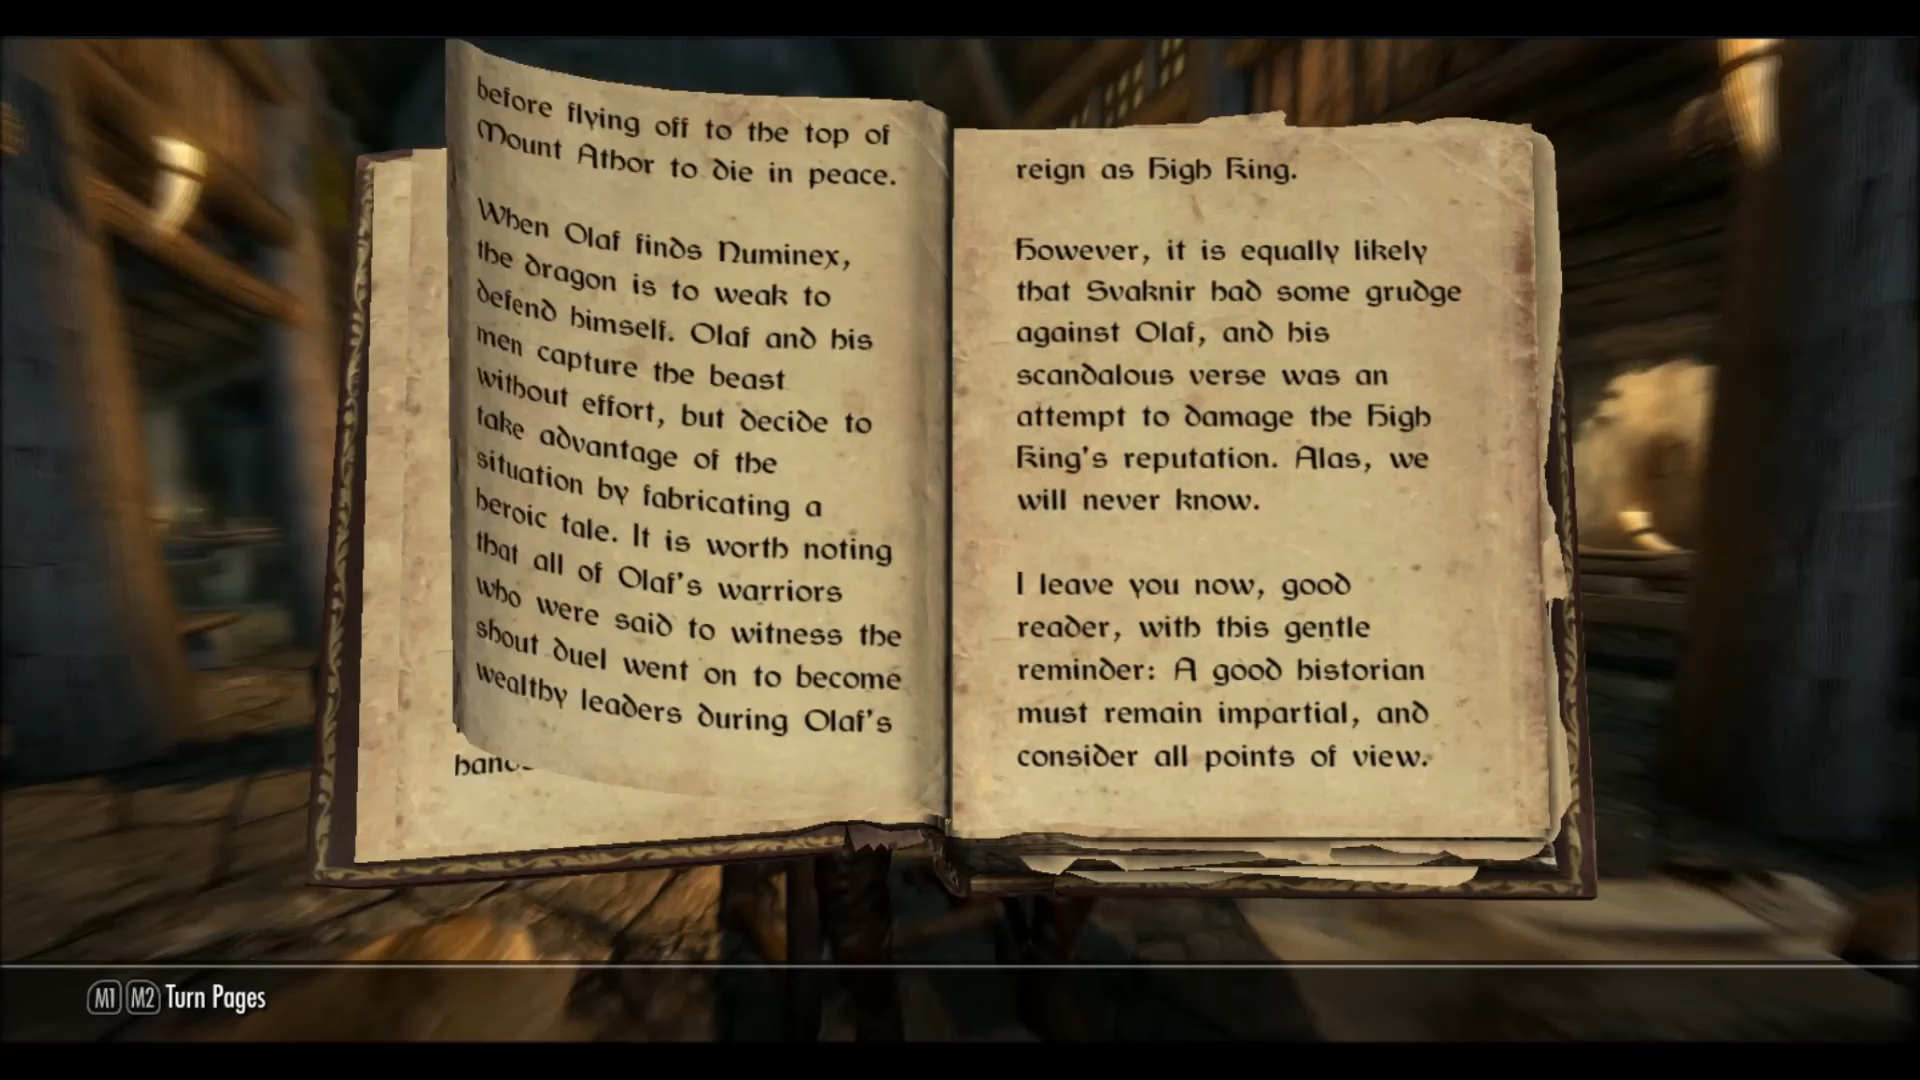 before flying off to the top of
Mount Athor to die in peace.
When Olaf finds Numinex,
the dragon is to weak to
defend himself. Olaf and his
men capture the beast
without effort, but decide to
take advantage of the
situation by fabricating a
heroic tale. It is worth noting
that all of Olaf's warriors
who were said to witness the
shout duel went on to become
wealthy leaders during Olaf's
reign as High King.
However, it is equally likely
that Svaknir had some grudge
against Olaf, and his
scandalous verse was an
attempt to damage the High
King's reputation. Alas, we
will never know.
I leave you now, good
reader, with this gentle
reminder: A good historian
must remain impartial, and
consider all points of view.
M1 M2 Turn Pages